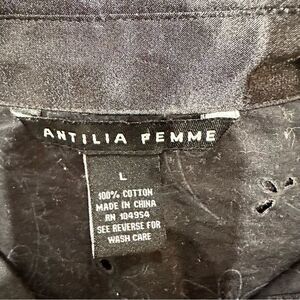 ANTILIA FEMME
L
100% COTTON
MADE IN CHINA
RN 104954
SEE REVERSE FOR
WASH CARE